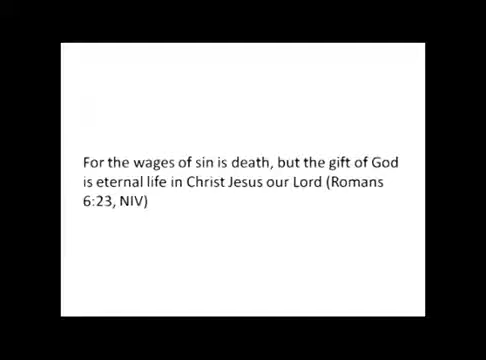 For the wages of sin is death, but the gift of God
is eternal life in Christ Jesus our Lord (Romans
6:23, NIV)